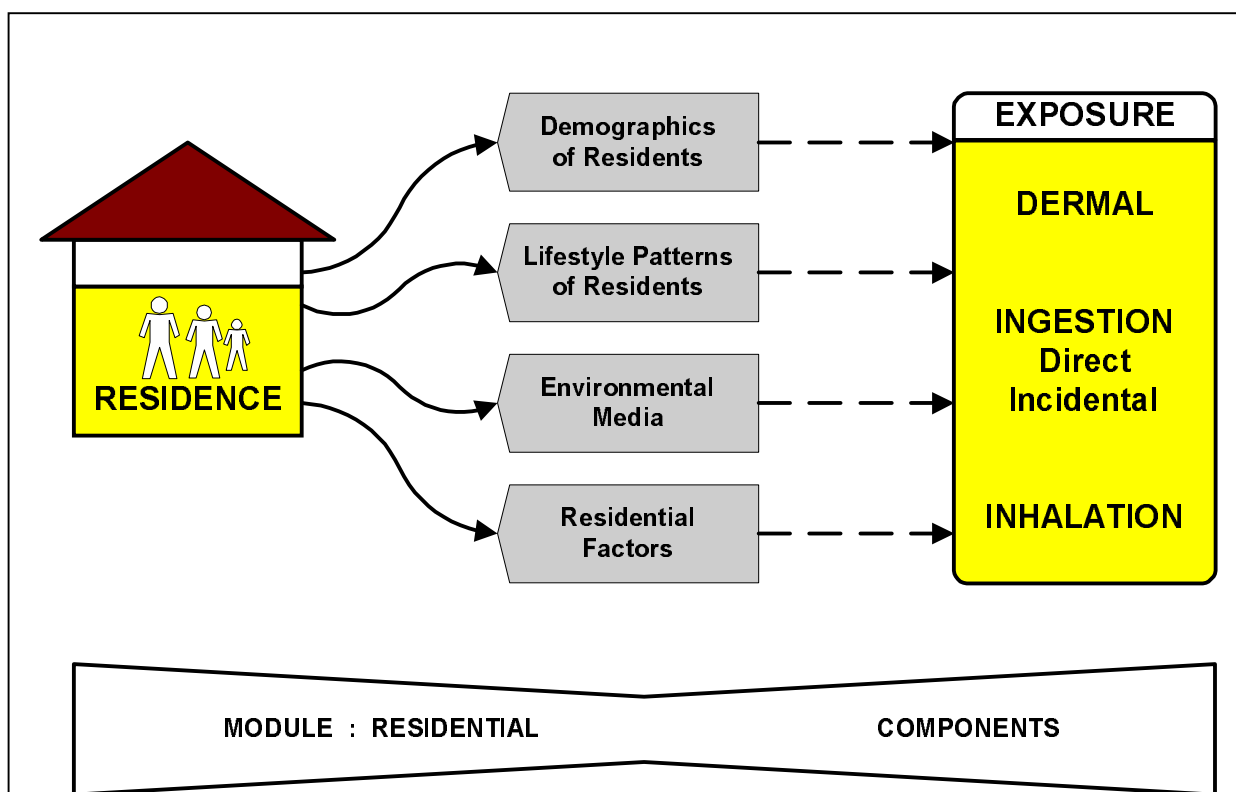 RESIDENCE
Demographics
of Residents
Lifestyle Patterns
of Residents
Environmental
Media
Residential
Factors
EXPOSURE
DERMAL
INGESTION
Direct
Incidental
INHALATION
MODULE : RESIDENTIAL
COMPONENTS